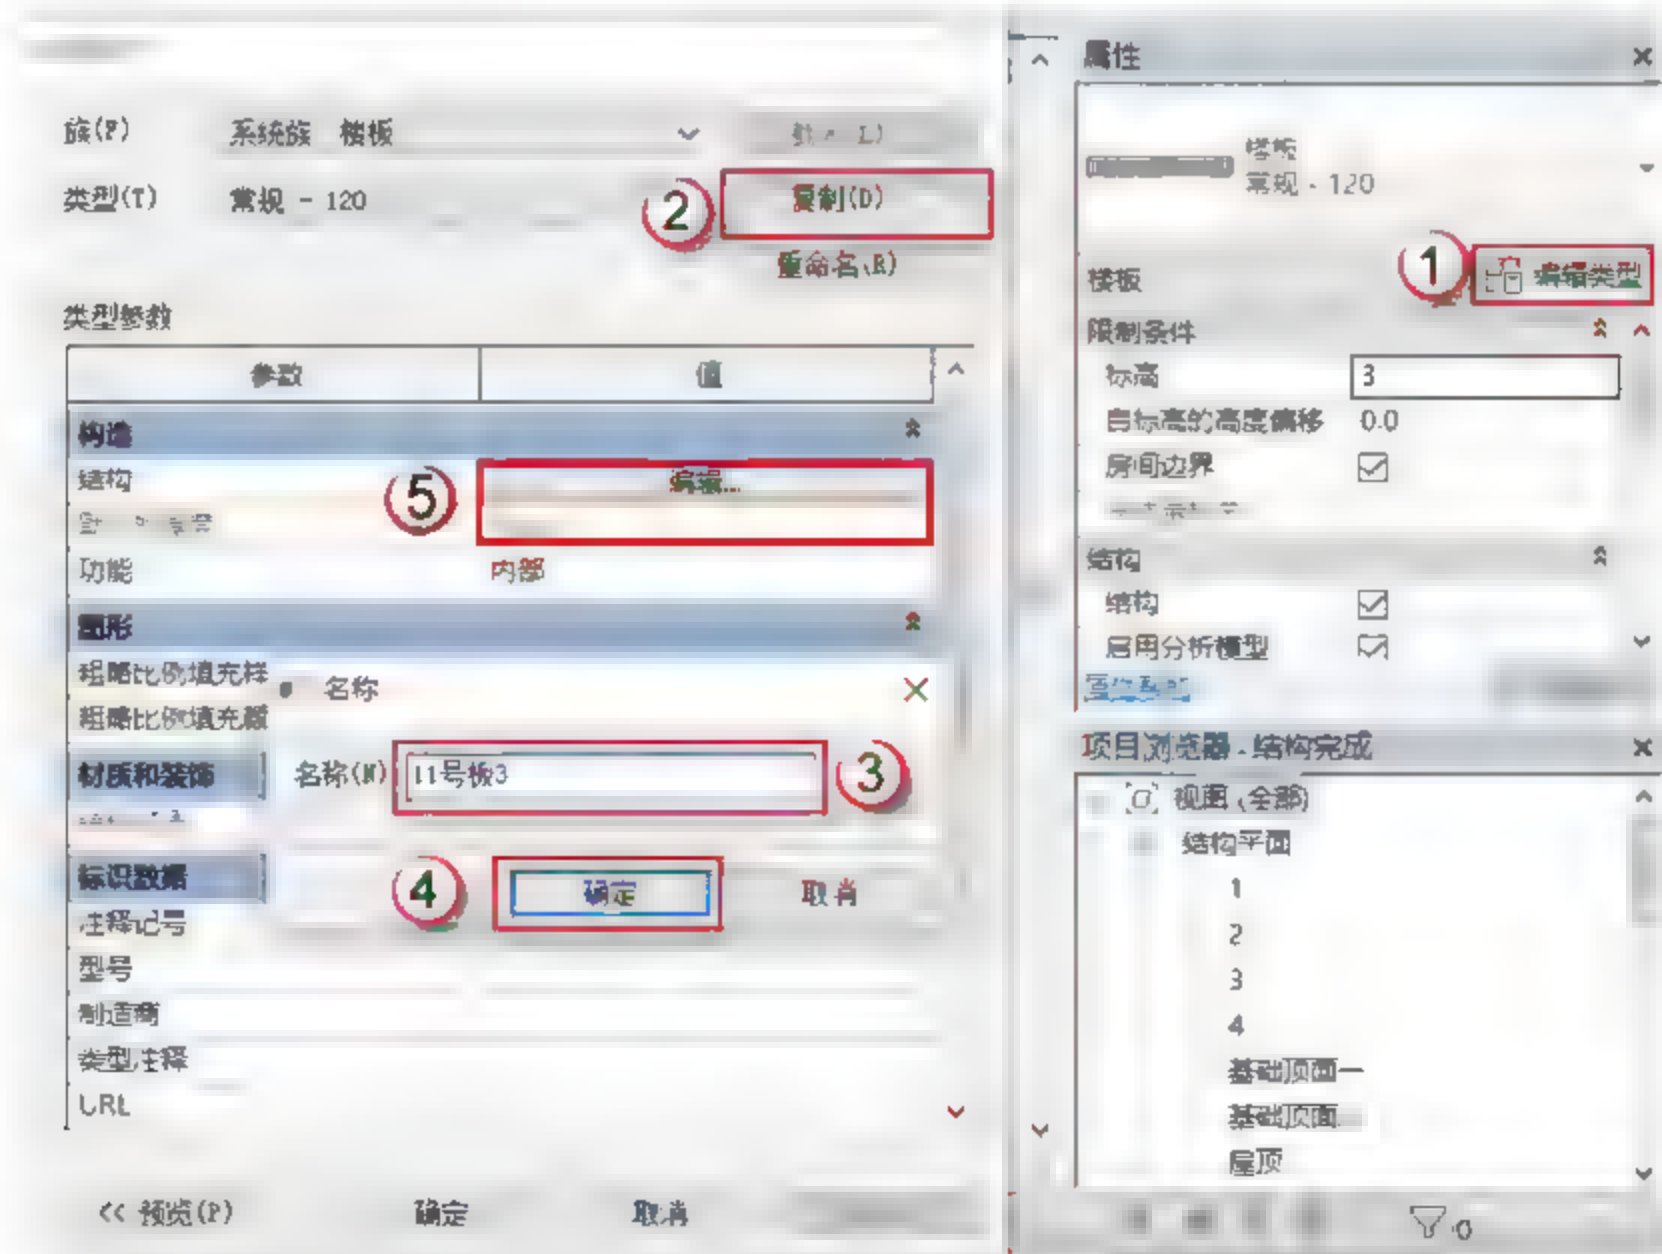 族(F)
系统族 楼板
类型(T)
常规 - 120
②
复制(D)
重命名(R)
类型参数
参数
值
构造
结构
⑤
编辑...
功能
内部
图形
粗略比例填充样
粗略比例填充颜
名称
材质和装饰
名称(N)
11号板3
③
标识数据
④
确定
取消
注释记号
型号
制造商
类型注释
URL
<< 预览(P)
确定
取消
属性
楼板
常规 - 120
楼板
①
编辑类型
限制条件
标高
3
自标高的高度偏移
0.0
房间边界
结构
结构
启用分析模型
项目浏览器 - 结构完成
视图 (全部)
结构平面
1
2
3
4
基础顶面一
基础顶面
屋顶
:0